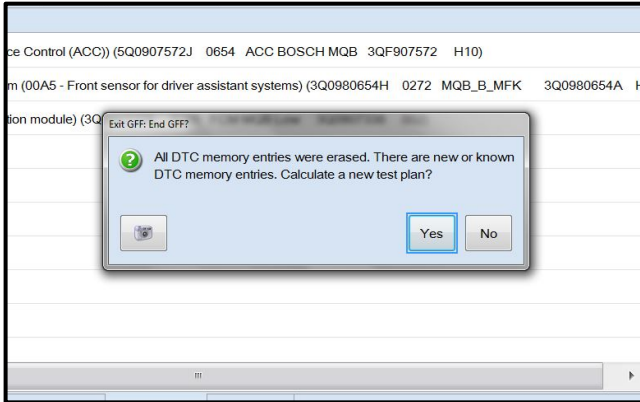 ce Control (ACC)) (5Q0907572J 0654 ACC BOSCH MQB 3QF907572 H10)
m (00A5 - Front sensor for driver assistant systems) (3Q0980654H 0272 MQB_B_MFK 3Q0980654A H
tion module) (3Q
Exit GFF: End GFF?
All DTC memory entries were erased. There are new or known
DTC memory entries. Calculate a new test plan?
Yes No